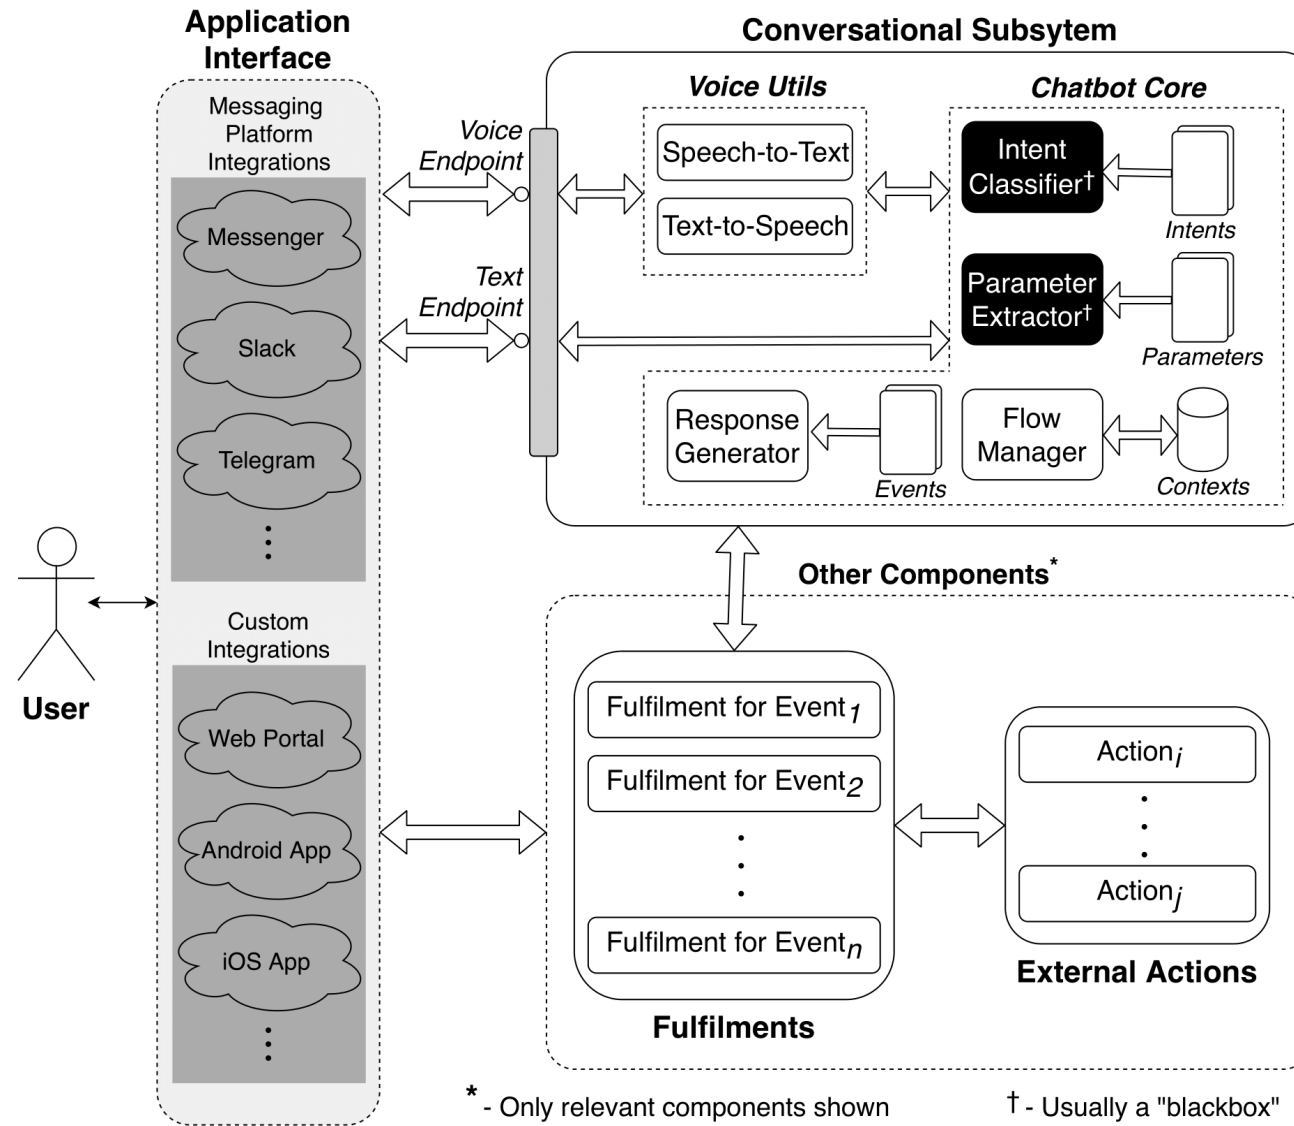 Application
Interface
Messaging
Platform
Integrations
Messenger
Slack
Telegram
Custom
Integrations
Web Portal
Android App
iOS App
User
Voice
Endpoint
Text
Endpoint
Conversational Subsytem
Voice Utils
Speech-to-Text
Text-to-Speech
Chatbot Core
Intent
Classifier†
Intents
Parameter
Extractor†
Parameters
Response
Generator
Events
Flow
Manager
Contexts
Other Components*
Fulfilment for Event1
Fulfilment for Event2
Fulfilment for Eventn
Fulfilments
Actioni
Actionj
External Actions
* - Only relevant components shown
† - Usually a "blackbox"